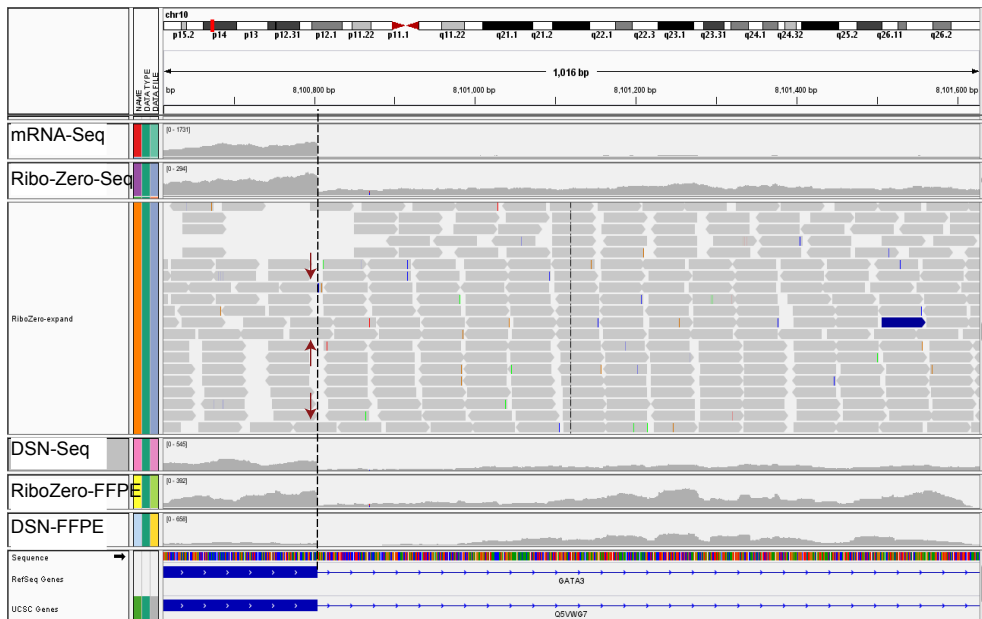 chr10
p15.2 p14 p13 p12.31 p12.1 p11.22 p11.1 q11.22 q21.1 q21.2 q22.1 q22.3 q23.1 q23.31 q24.1 q24.32 q25.2 q26.11 q26.2
1,016 bp
NAME
DATA TYPE
DATA FILE
bp 8,100,800 bp 8,101,000 bp 8,101,200 bp 8,101,400 bp 8,101,600 bp
mRNA-Seq [0 - 1731]
Ribo-Zero-Seq [0 - 294]
RiboZero-expand
DSN-Seq [0 - 545]
RiboZero-FFPE [0 - 392]
DSN-FFPE [0 - 658]
Sequence
RefSeq Genes
GATA3
UCSC Genes
Q5VWG7